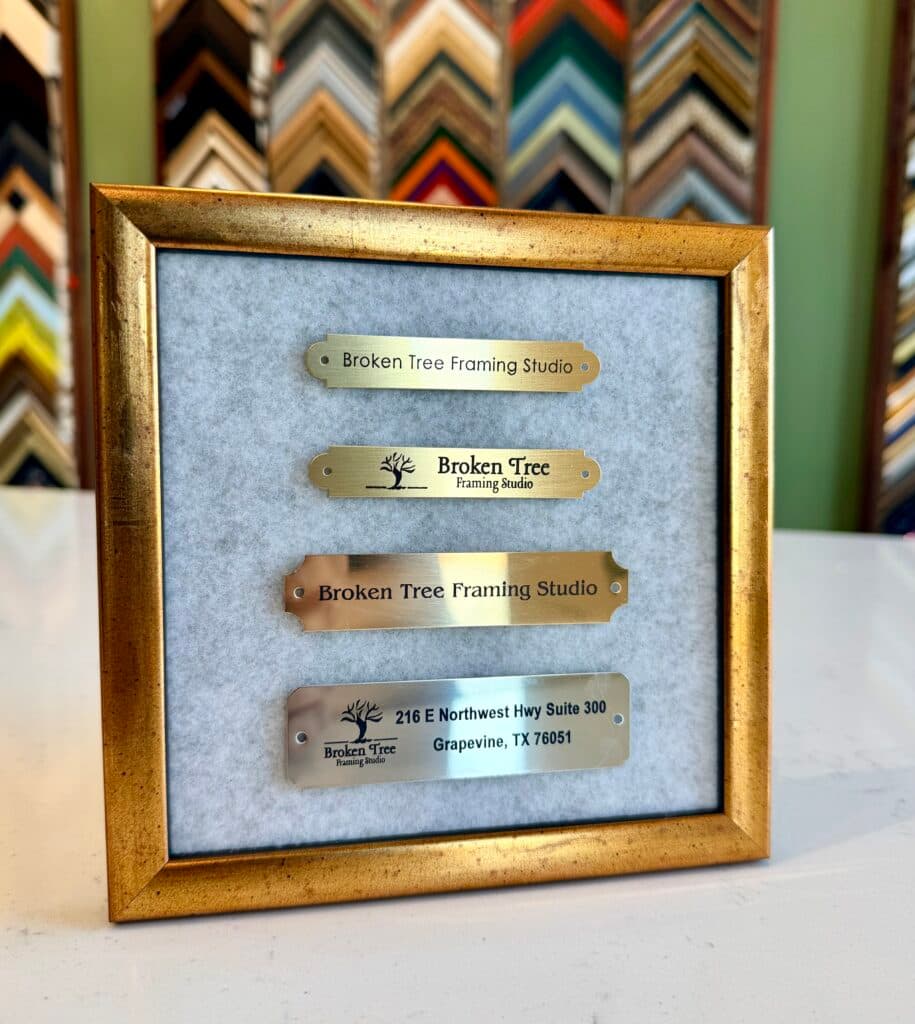 Broken Tree Framing Studio
Broken Tree
Framing Studio
Broken Tree Framing Studio
Broken Tree
Framing Studio
216 E Northwest Hwy Suite 300
Grapevine, TX 76051